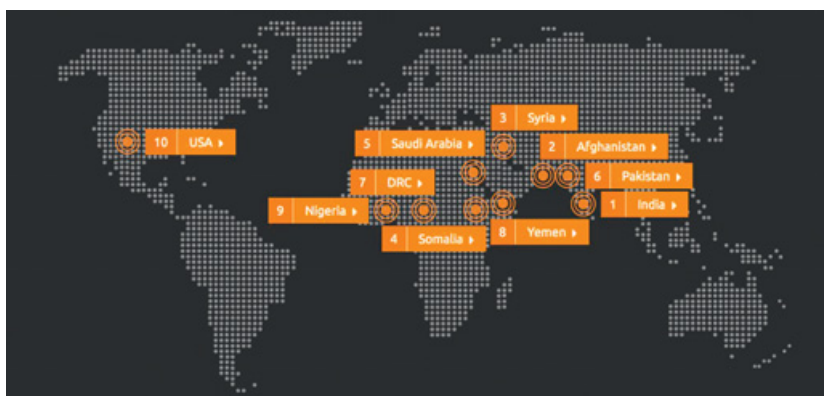 3 Syria
10 USA
5 Saudi Arabia
2 Afghanistan
7 DRC
6 Pakistan
9 Nigeria
1 India
4 Somalia
8 Yemen